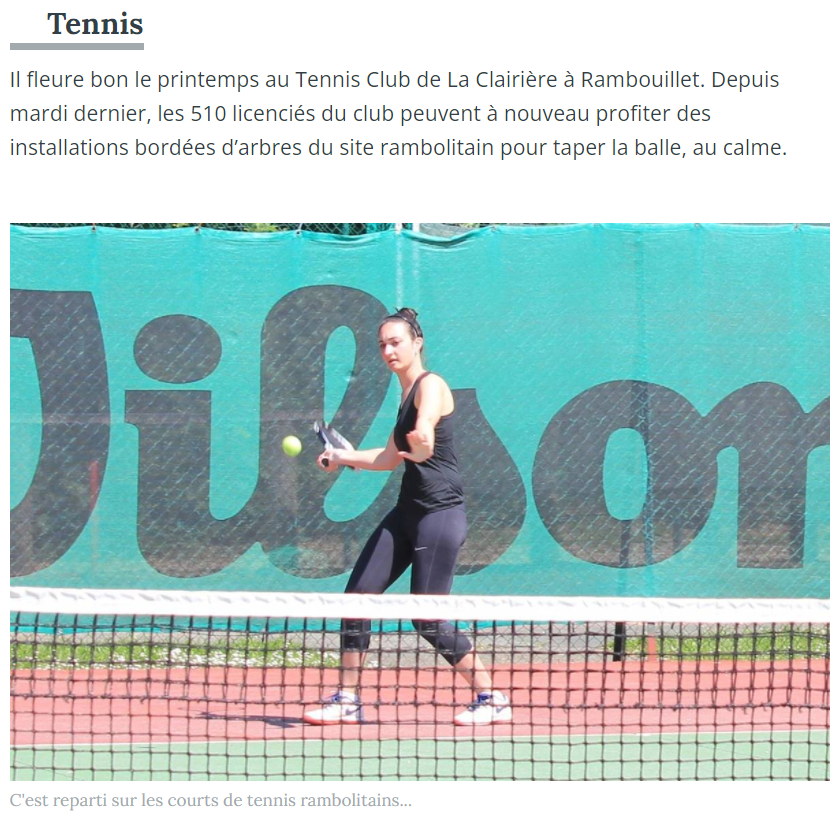 Tennis
Il fleure bon le printemps au Tennis Club de La Clairière à Rambouillet. Depuis
mardi dernier, les 510 licenciés du club peuvent à nouveau profiter des
installations bordées d’arbres du site rambolitain pour taper la balle, au calme.
Wilson
C'est reparti sur les courts de tennis rambolitains...